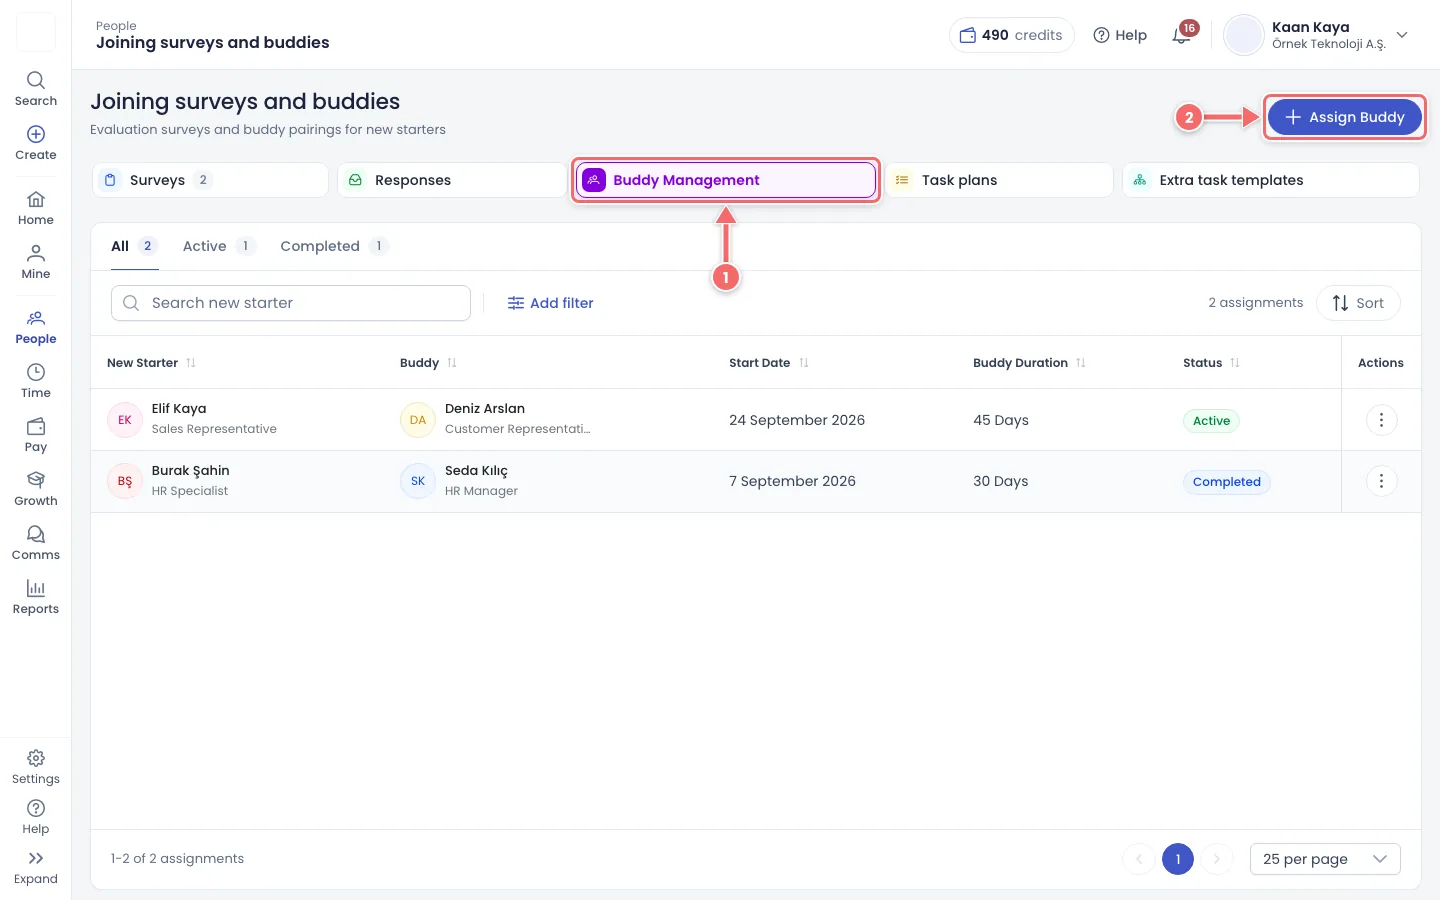 People
Joining surveys and buddies
490 credits
Help
16
Kaan Kaya
Örnek Teknoloji A.Ş.
Search
Create
Home
Mine
People
Time
Pay
Growth
Comms
Reports
Settings
Help
Expand
Joining surveys and buddies
Evaluation surveys and buddy pairings for new starters
2
Assign Buddy
Surveys 2
Responses
Buddy Management
Task plans
Extra task templates
1
All 2
Active 1
Completed 1
Search new starter
Add filter
2 assignments
Sort
New Starter
Buddy
Start Date
Buddy Duration
Status
Actions
EK
Elif Kaya
Sales Representative
DA
Deniz Arslan
Customer Representati...
24 September 2026
45 Days
Active
BŞ
Burak Şahin
HR Specialist
SK
Seda Kılıç
HR Manager
7 September 2026
30 Days
Completed
1-2 of 2 assignments
1
25 per page